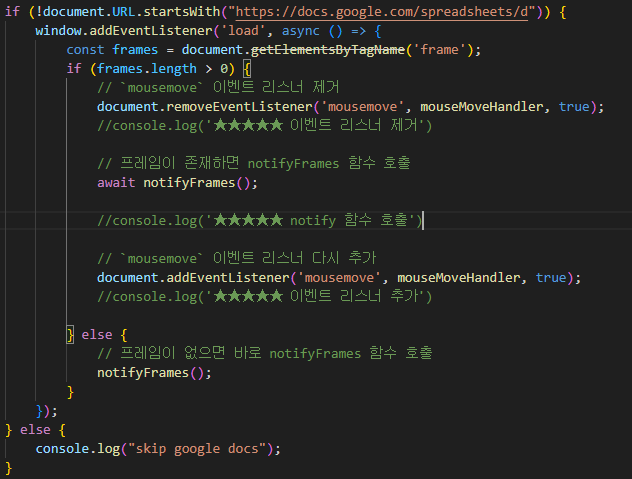 if (!document.URL.startsWith("https://docs.google.com/spreadsheets/d")) {
    window.addEventListener('load', async () => {
        const frames = document.getElementsByTagName('frame');
        if (frames.length > 0) {
            // `mousemove` 이벤트 리스너 제거
            document.removeEventListener('mousemove', mouseMoveHandler, true);
            //console.log('★★★★★ 이벤트 리스너 제거')

            // 프레임이 존재하면 notifyFrames 함수 호출
            await notifyFrames();

            //console.log('★★★★★ notify 함수 호출')

            // `mousemove` 이벤트 리스너 다시 추가
            document.addEventListener('mousemove', mouseMoveHandler, true);
            //console.log('★★★★★ 이벤트 리스너 추가')

        } else {
            // 프레임이 없으면 바로 notifyFrames 함수 호출
            notifyFrames();
        }
    });
} else {
    console.log("skip google docs");
}